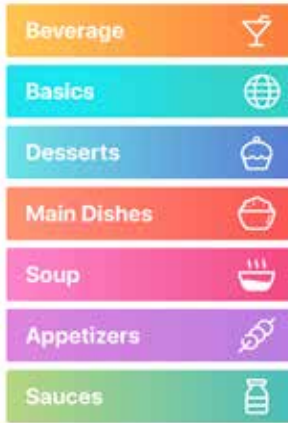 Beverage
Basics
Desserts
Main Dishes
Soup
Appetizers
Sauces